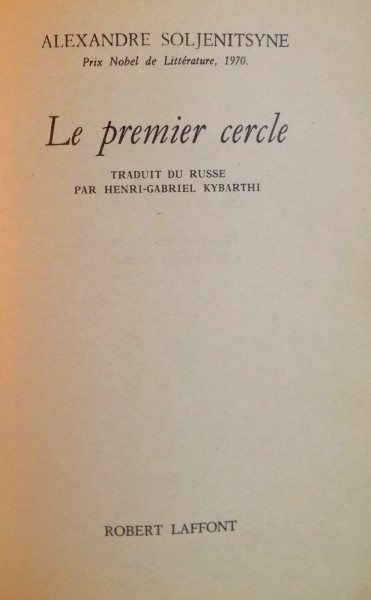 ALEXANDRE SOLJENITSYNE
Prix Nobel de Littérature, 1970.
Le premier cercle
TRADUIT DU RUSSE
PAR HENRI-GABRIEL KYBARTHI
ROBERT LAFFONT